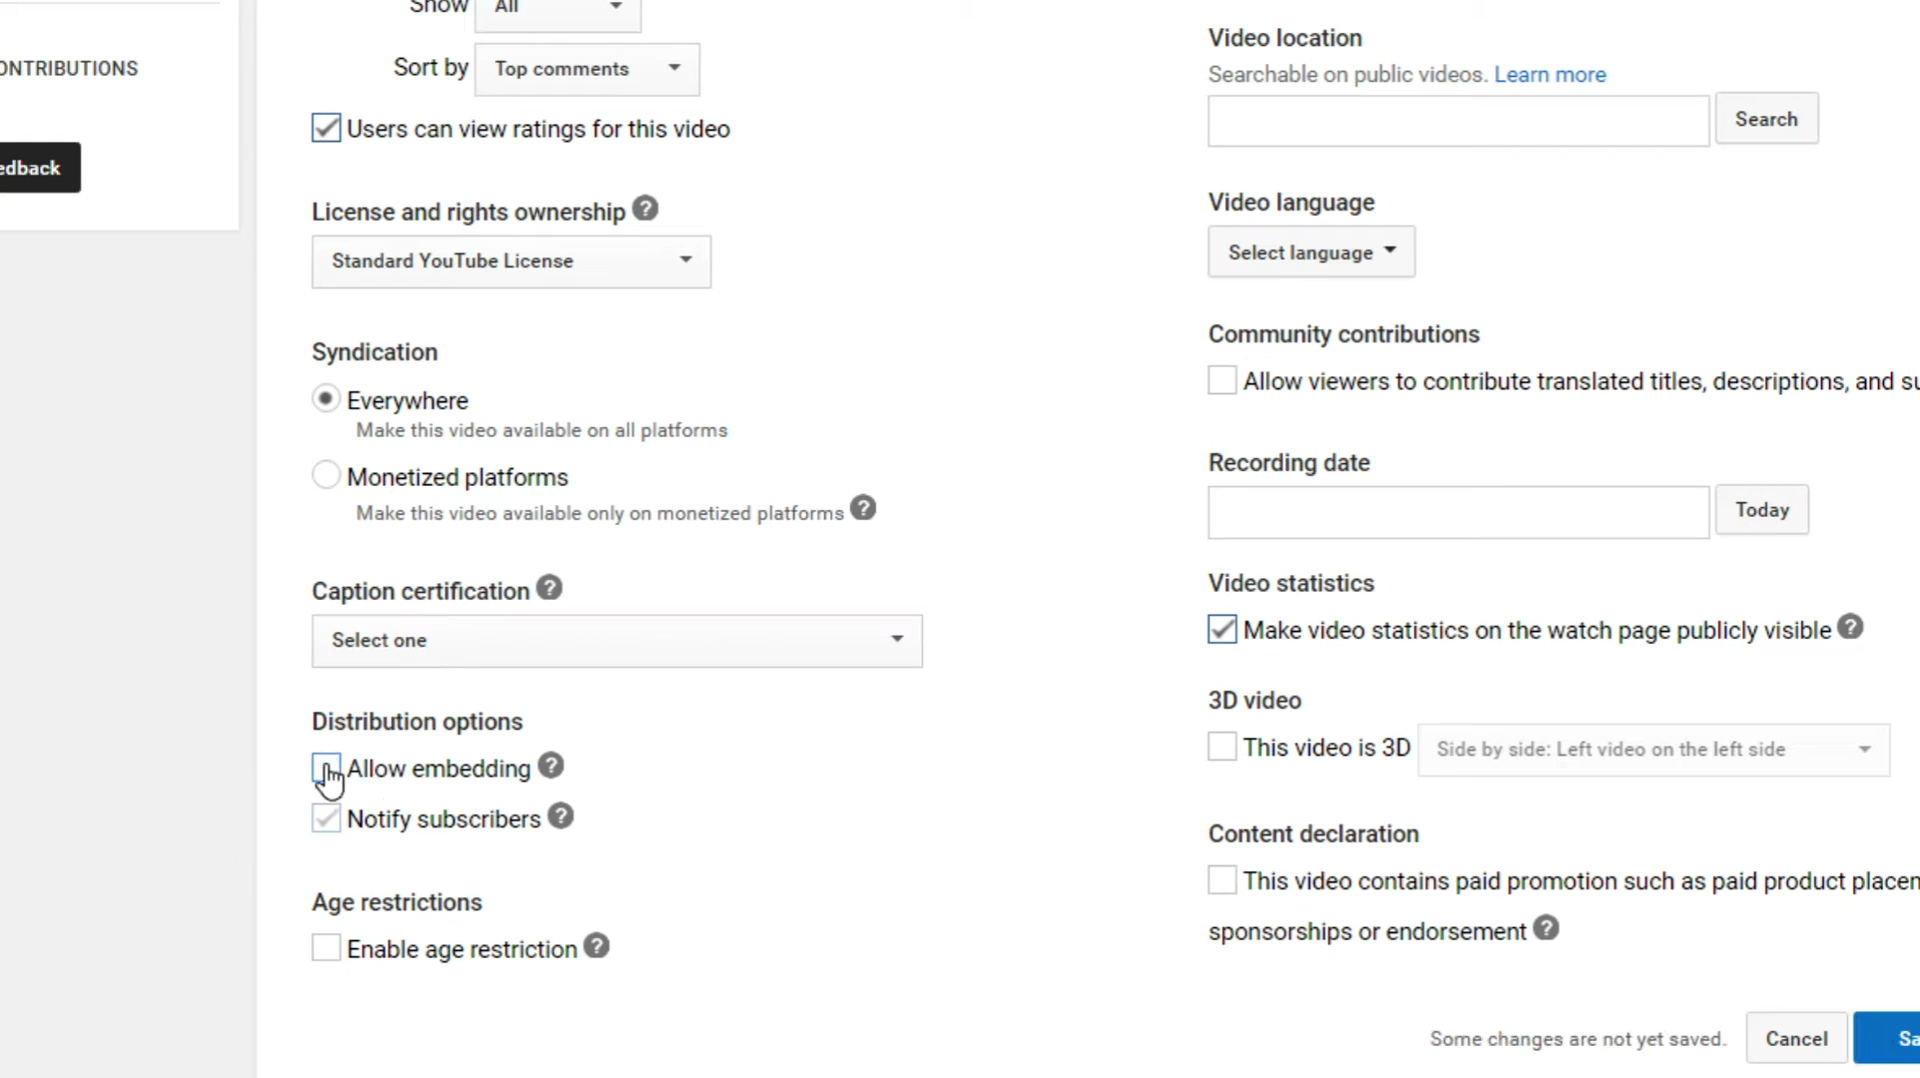 Show All
Sort by Top comments
Users can view ratings for this video
License and rights ownership ?
Standard YouTube License
Syndication
Everywhere
Make this video available on all platforms
Monetized platforms
Make this video available only on monetized platforms ?
Caption certification ?
Select one
Distribution options
Allow embedding ?
Notify subscribers ?
Age restrictions
Enable age restriction ?
ONTRIBUTIONS
edback
Video location
Searchable on public videos. Learn more
Search
Video language
Select language
Community contributions
Allow viewers to contribute translated titles, descriptions, and su
Recording date
Today
Video statistics
Make video statistics on the watch page publicly visible ?
3D video
This video is 3D Side by side: Left video on the left side
Content declaration
This video contains paid promotion such as paid product placen
sponsorships or endorsement ?
Some changes are not yet saved. Cancel Sa